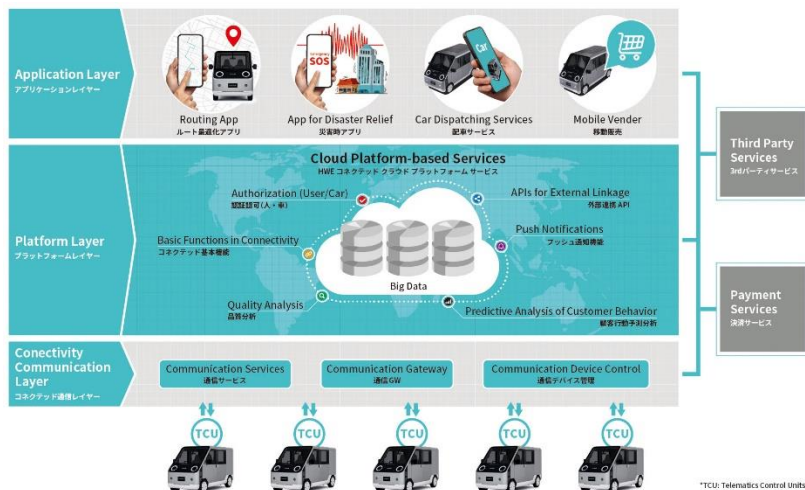 Application Layer
アプリケーションレイヤー
SOS
Car
Routing App
ルート最適化アプリ
App for Disaster Relief
災害時アプリ
Car Dispatching Services
配車サービス
Mobile Vender
移動販売
Third Party
Services
3rdパーティサービス
Platform Layer
プラットフォームレイヤー
Cloud Platform-based Services
HWE コネクテッド クラウド プラットフォーム サービス
Authorization (User/Car)
認証認可(人・車)
APIs for External Linkage
外部連携 API
Basic Functions in Connectivity
コネクテッド基本機能
Push Notifications
プッシュ通知機能
Big Data
Quality Analysis
品質分析
Predictive Analysis of Customer Behavior
顧客行動予測分析
Payment
Services
決済サービス
Conectivity
Communication
Layer
コネクテッド通信レイヤー
Communication Services
通信サービス
Communication Gateway
通信GW
Communication Device Control
通信デバイス管理
TCU
TCU
TCU
TCU
TCU
*TCU: Telematics Control Units